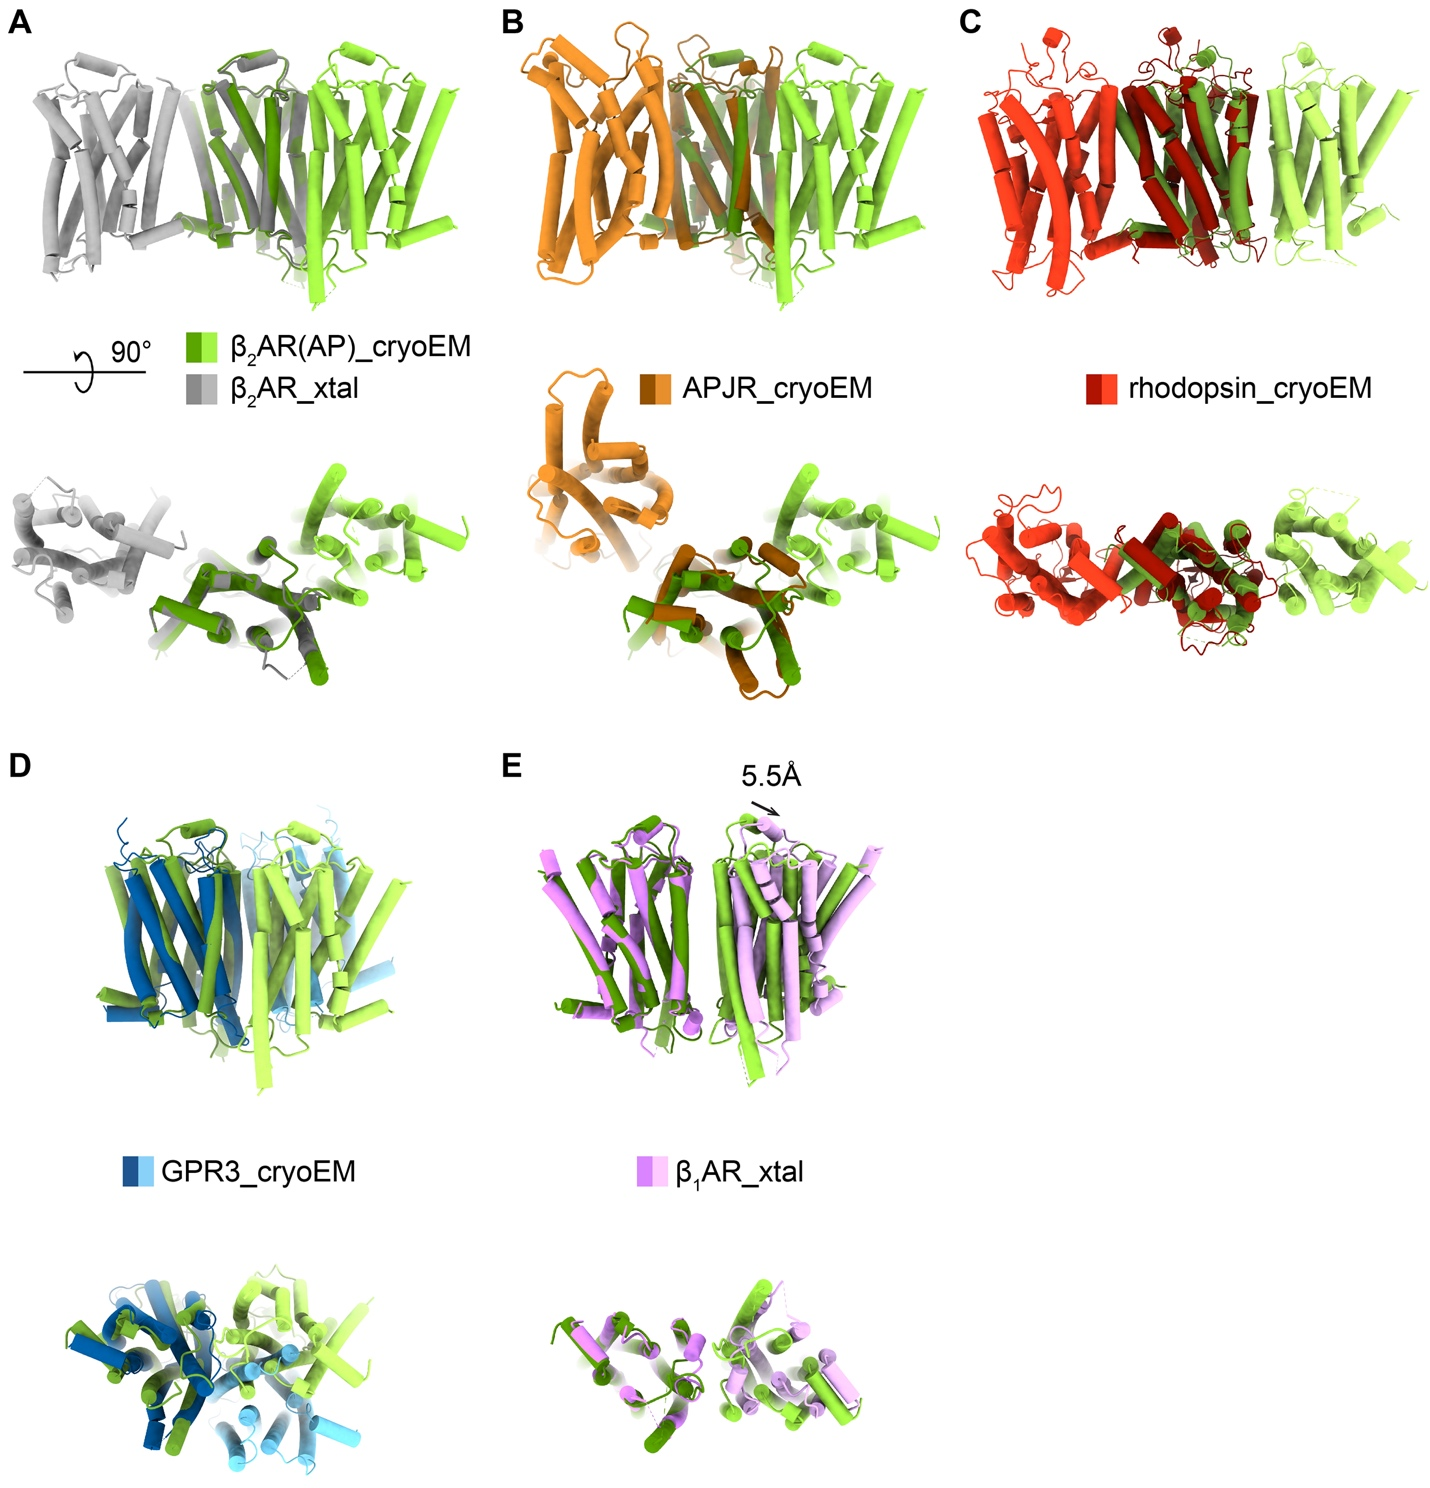 A
B
C
90°
β₂AR(AP)_cryoEM
β₂AR_xtal
APJR_cryoEM
rhodopsin_cryoEM
D
E
5.5Å
GPR3_cryoEM
β₁AR_xtal